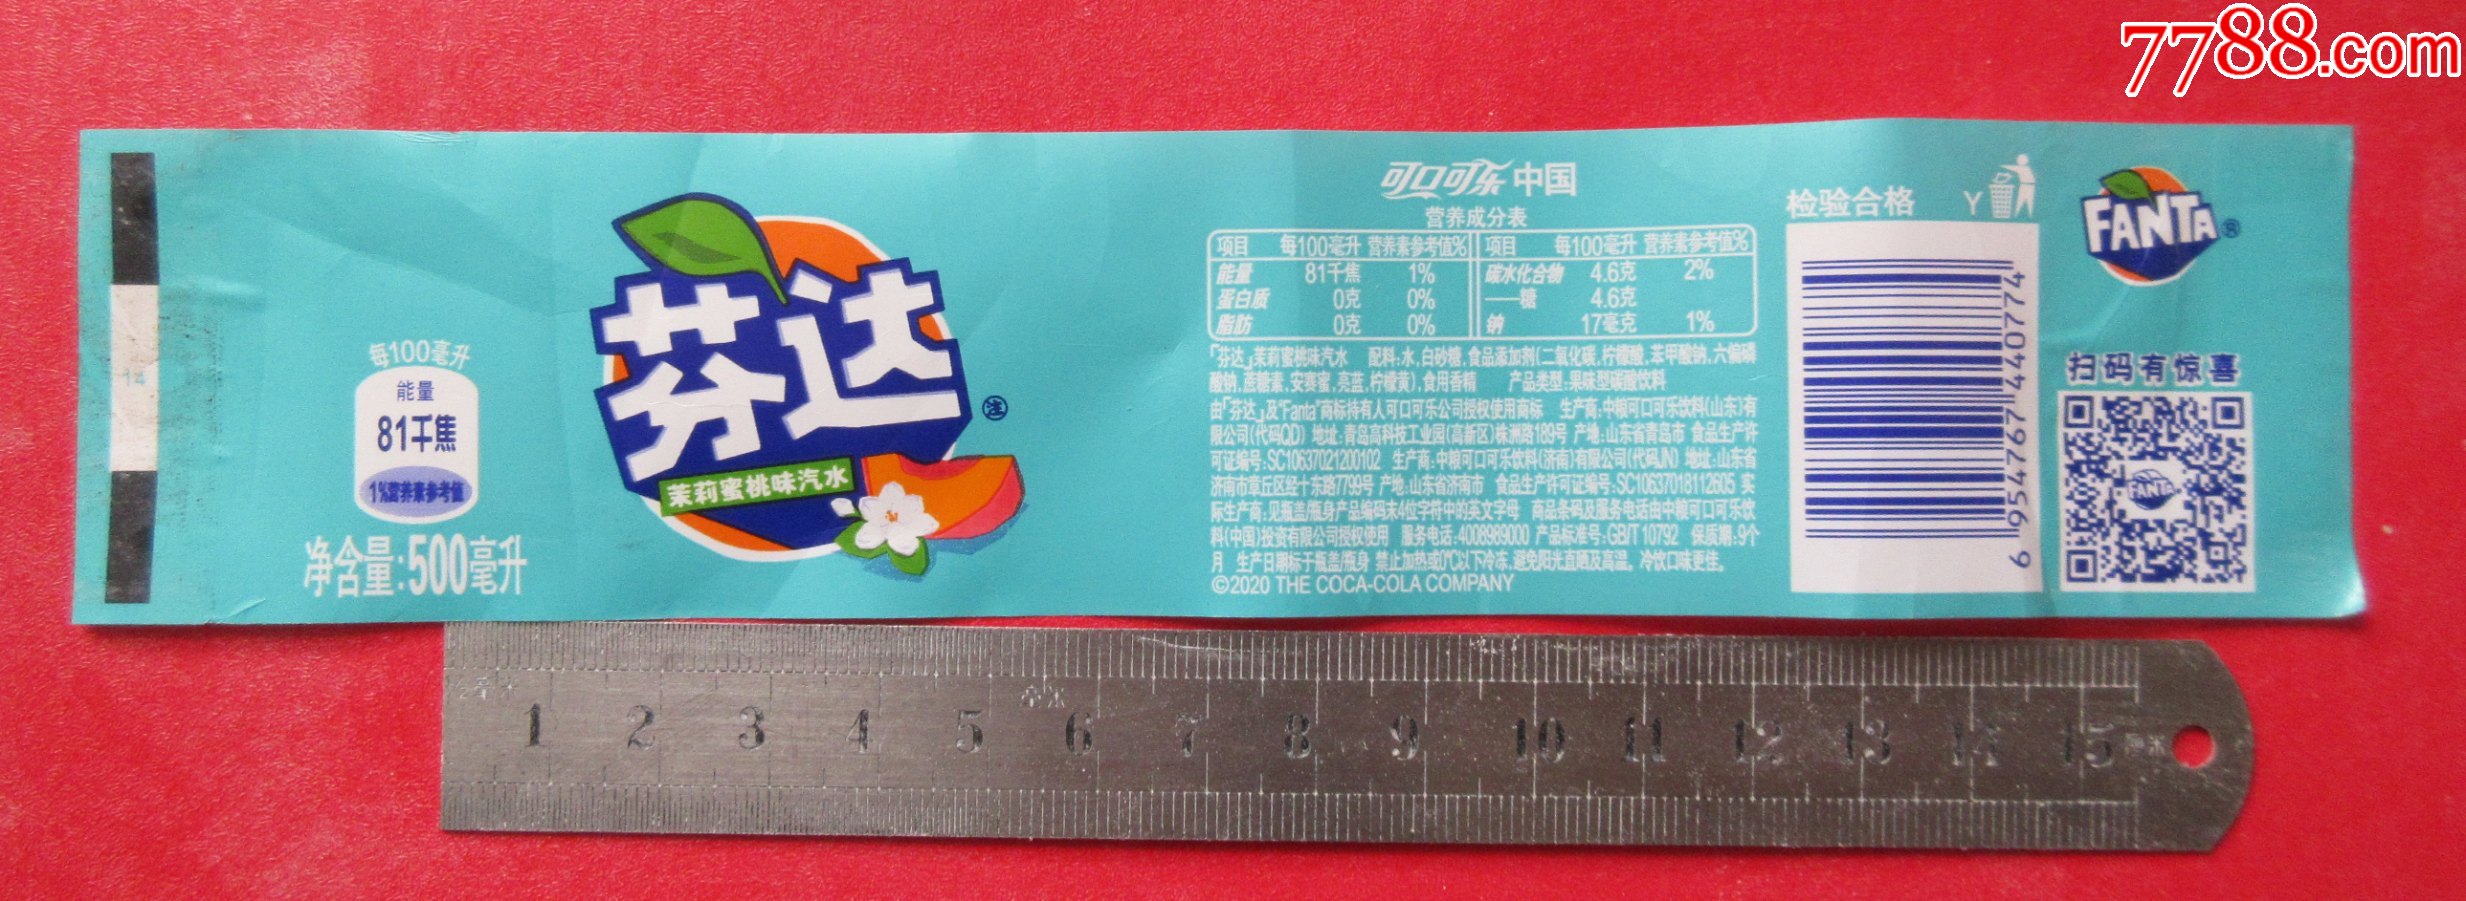 7788.com
14
每100毫升
能量
81千焦
1%营养素参考值
净含量:500毫升
芬达
注
茉莉蜜桃味汽水
可口可乐 中国
营养成分表
项目 每100毫升 营养素参考值% 项目 每100毫升 营养素参考值%
能量 81千焦 1% 碳水化合物 4.6克 2%
蛋白质 0克 0% ——糖 4.6克
脂肪 0克 0% 钠 17毫克 1%
「芬达」茉莉蜜桃味汽水 配料:水,白砂糖,食品添加剂(二氧化碳,柠檬酸,苯甲酸钠,六偏磷
酸钠,蔗糖素,安赛蜜,亮蓝,柠檬黄),食用香精 产品类型:果味型碳酸饮料
由「芬达」及"Fanta"商标持有人可口可乐公司授权使用商标 生产商:中粮可口可乐饮料(山东)有
限公司(代码QD) 地址:青岛高科技工业园(高新区)株洲路189号 产地:山东省青岛市 食品生产许
可证编号:SC10637021200102 生产商:中粮可口可乐饮料(济南)有限公司(代码JN) 地址:山东省
济南市章丘区经十东路7799号 产地:山东省济南市 食品生产许可证编号:SC10637018112605 实
际生产商:见瓶盖/瓶身产品编码末4位字符中的英文字母 商品条码及服务电话由中粮可口可乐饮
料(中国)投资有限公司授权使用 服务电话:4008989000 产品标准号:GB/T 10792 保质期:9个
月 生产日期标于瓶盖/瓶身 禁止加热或0℃以下冷冻,避免阳光直晒及高温。冷饮口味更佳。
©2020 THE COCA-COLA COMPANY
检验合格 Y
6 954767 440774
FANTA®
扫码有惊喜
FANTA
毫米
1 2 3 4 5 6 7 8 9 10 11 12 13 14 15 厘米